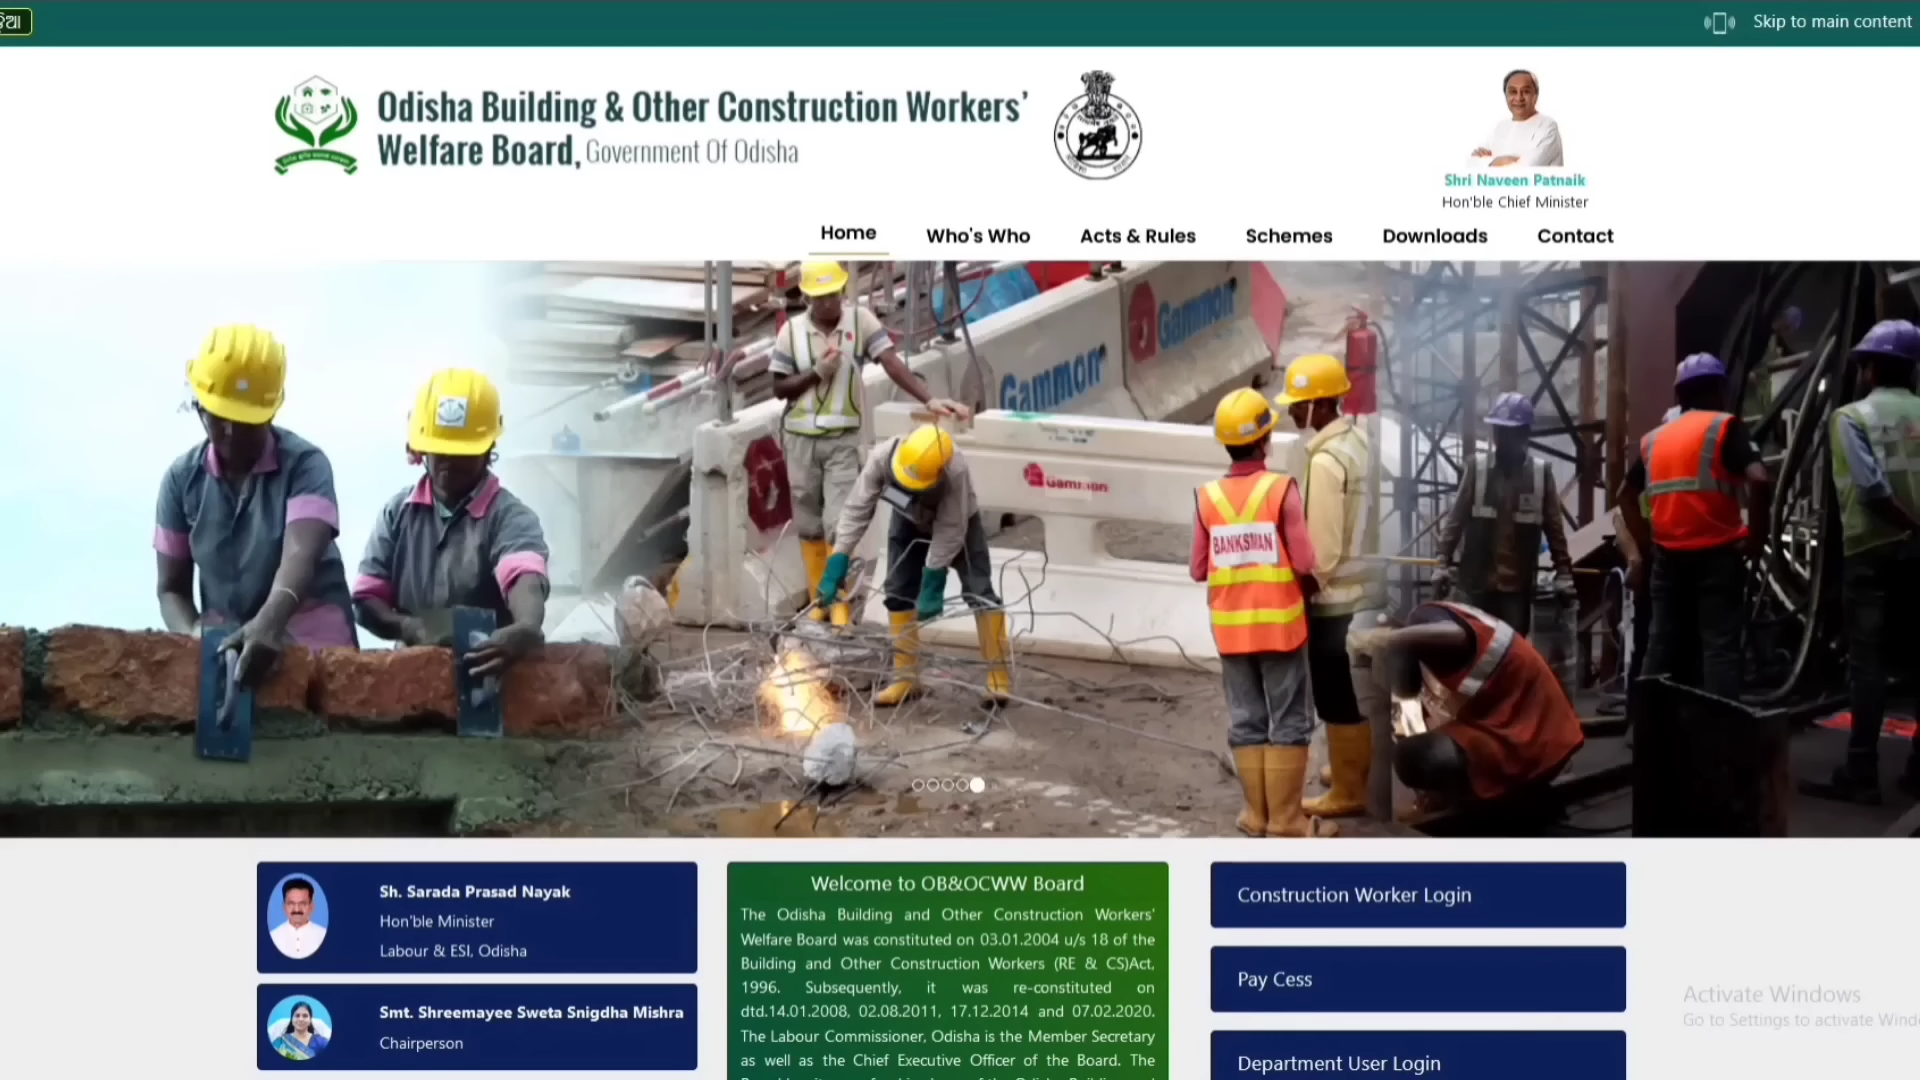 Skip to main content
Odisha Building & Other Construction Workers'
Welfare Board, Government Of Odisha
Shri Naveen Patnaik
Hon'ble Chief Minister
Home
Who's Who
Acts & Rules
Schemes
Downloads
Contact
Gammon
Gammon
Gammon
BANKSMAN
Sh. Sarada Prasad Nayak
Hon'ble Minister
Labour & ESI, Odisha
Smt. Shreemayee Sweta Snigdha Mishra
Chairperson
Welcome to OB&OCWW Board
The Odisha Building and Other Construction Workers'
Welfare Board was constituted on 03.01.2004 u/s 18 of the
Building and Other Construction Workers (RE & CS)Act,
1996. Subsequently, it was re-constituted on
dtd.14.01.2008, 02.08.2011, 17.12.2014 and 07.02.2020.
The Labour Commissioner, Odisha is the Member Secretary
as well as the Chief Executive Officer of the Board. The
Construction Worker Login
Pay Cess
Department User Login
Activate Windows
Go to Settings to activate